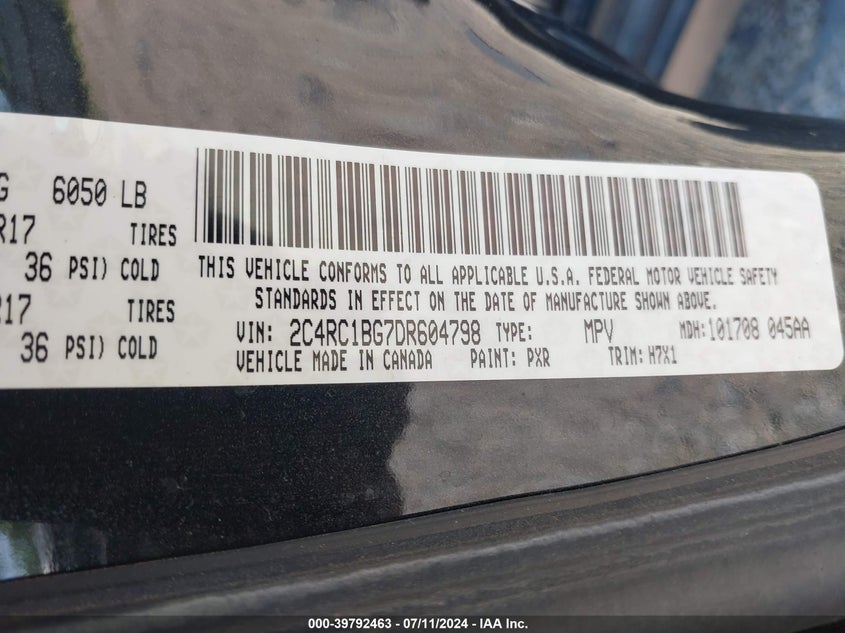 G 6050 LB
R17 TIRES
36 PSI) COLD
R17 TIRES
36 PSI) COLD
THIS VEHICLE CONFORMS TO ALL APPLICABLE U.S.A. FEDERAL MOTOR VEHICLE SAFETY
STANDARDS IN EFFECT ON THE DATE OF MANUFACTURE SHOWN ABOVE.
VIN: 2C4RC1BG7DR604798 TYPE: MPV MDH:101708 045AA
VEHICLE MADE IN CANADA PAINT: PXR TRIM: H7X1
000-39792463 / 07/11/2024 - IAA Inc.